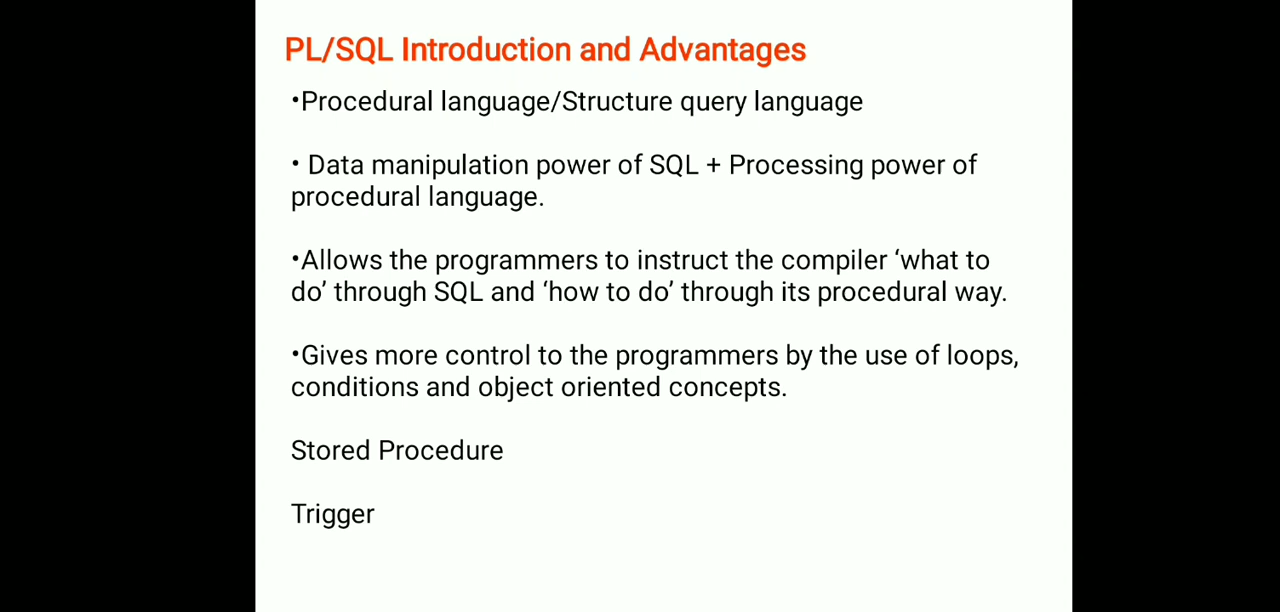 PL/SQL Introduction and Advantages
•Procedural language/Structure query language
• Data manipulation power of SQL + Processing power of
procedural language.
•Allows the programmers to instruct the compiler ‘what to
do’ through SQL and ‘how to do’ through its procedural way.
•Gives more control to the programmers by the use of loops,
conditions and object oriented concepts.
Stored Procedure
Trigger